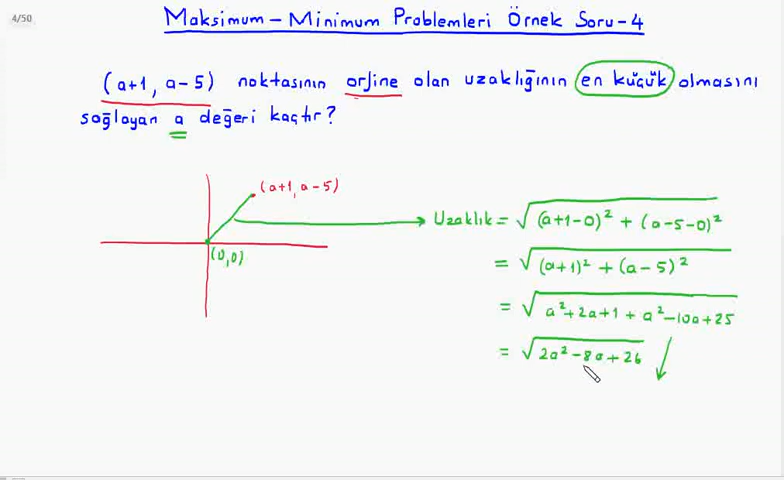 4/50
Maksimum - Minimum Problemleri Örnek Soru - 4
(a+1, a-5) noktasının orjine olan uzaklığının en küçük olmasını
sağlayan a değeri kaçtır?
(a+1, a-5)
(0,0)
Uzaklık = √(a+1-0)² + (a-5-0)²
= √(a+1)² + (a-5)²
= √a²+2a+1 + a²-10a+25
= √2a²-8a+26